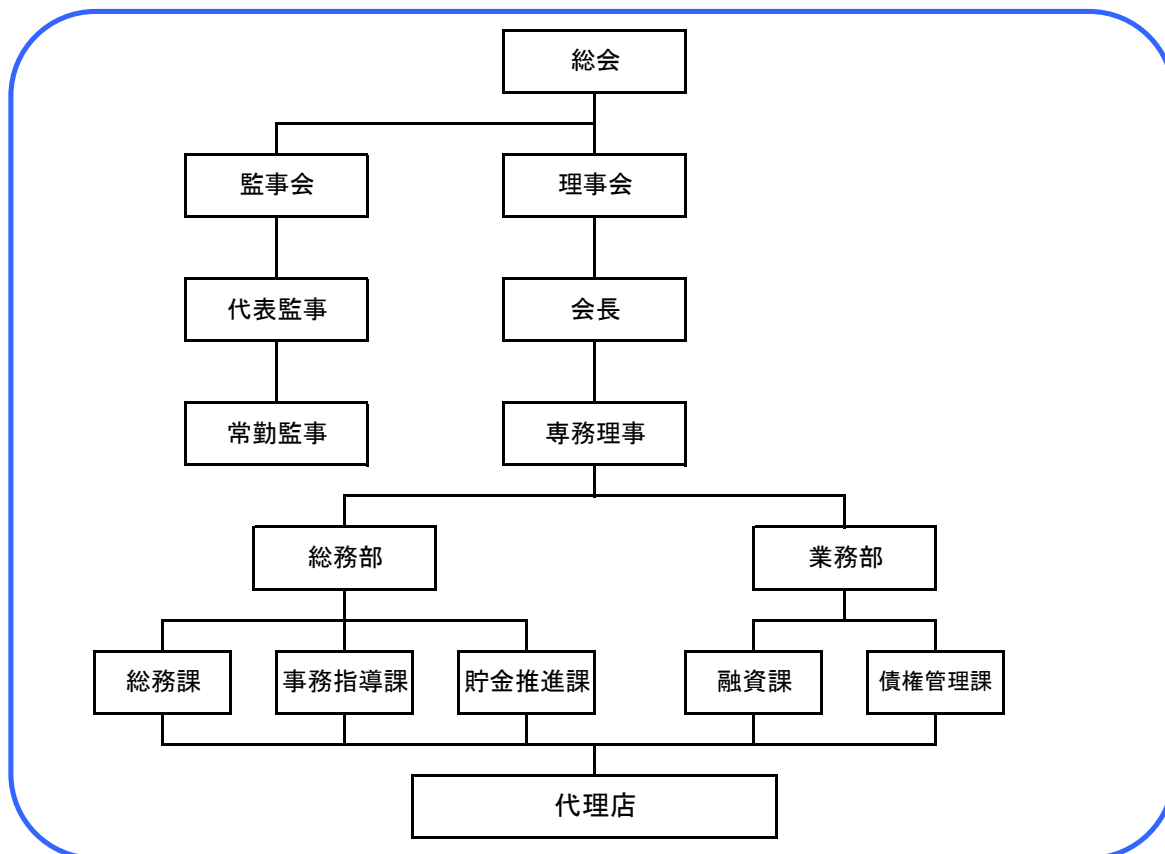 総会
監事会
理事会
代表監事
会長
常勤監事
専務理事
総務部
業務部
総務課
事務指導課
貯金推進課
融資課
債権管理課
代理店